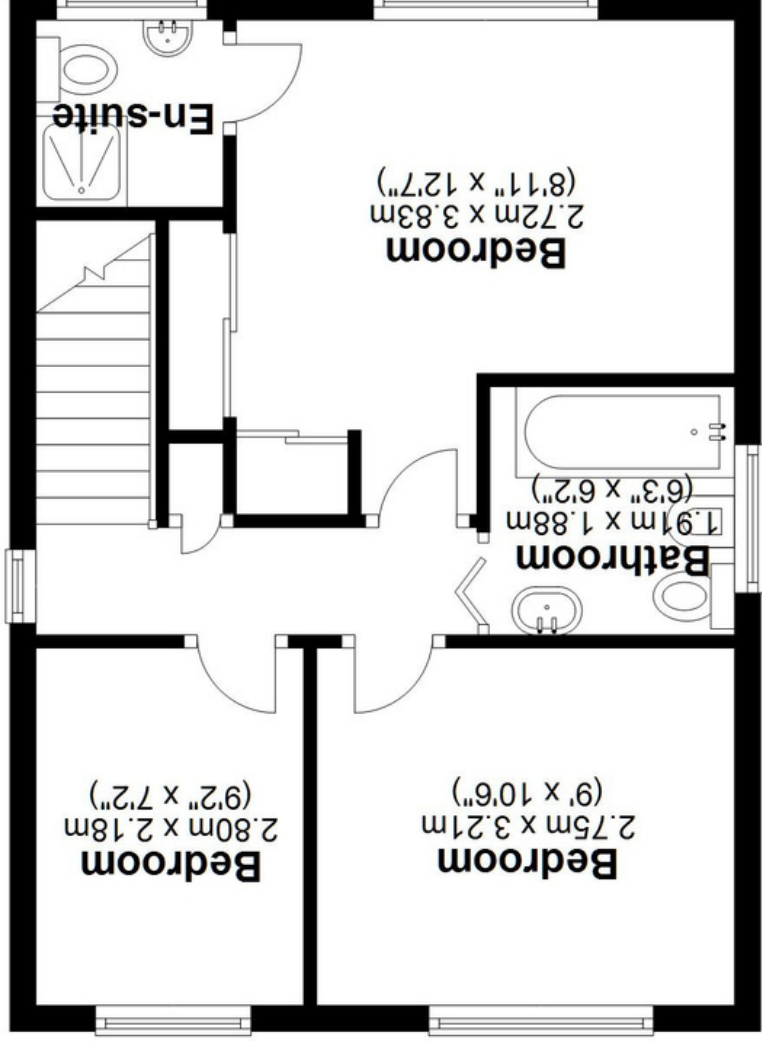 Bedroom
2.75m x 3.21m
(9' x 10'6")
Bedroom
2.80m x 2.18m
(9'2" x 7'2")
Bathroom
1.91m x 1.88m
(6'3" x 6'2")
Bedroom
2.72m x 3.83m
(8'11" x 12'7")
En-suite